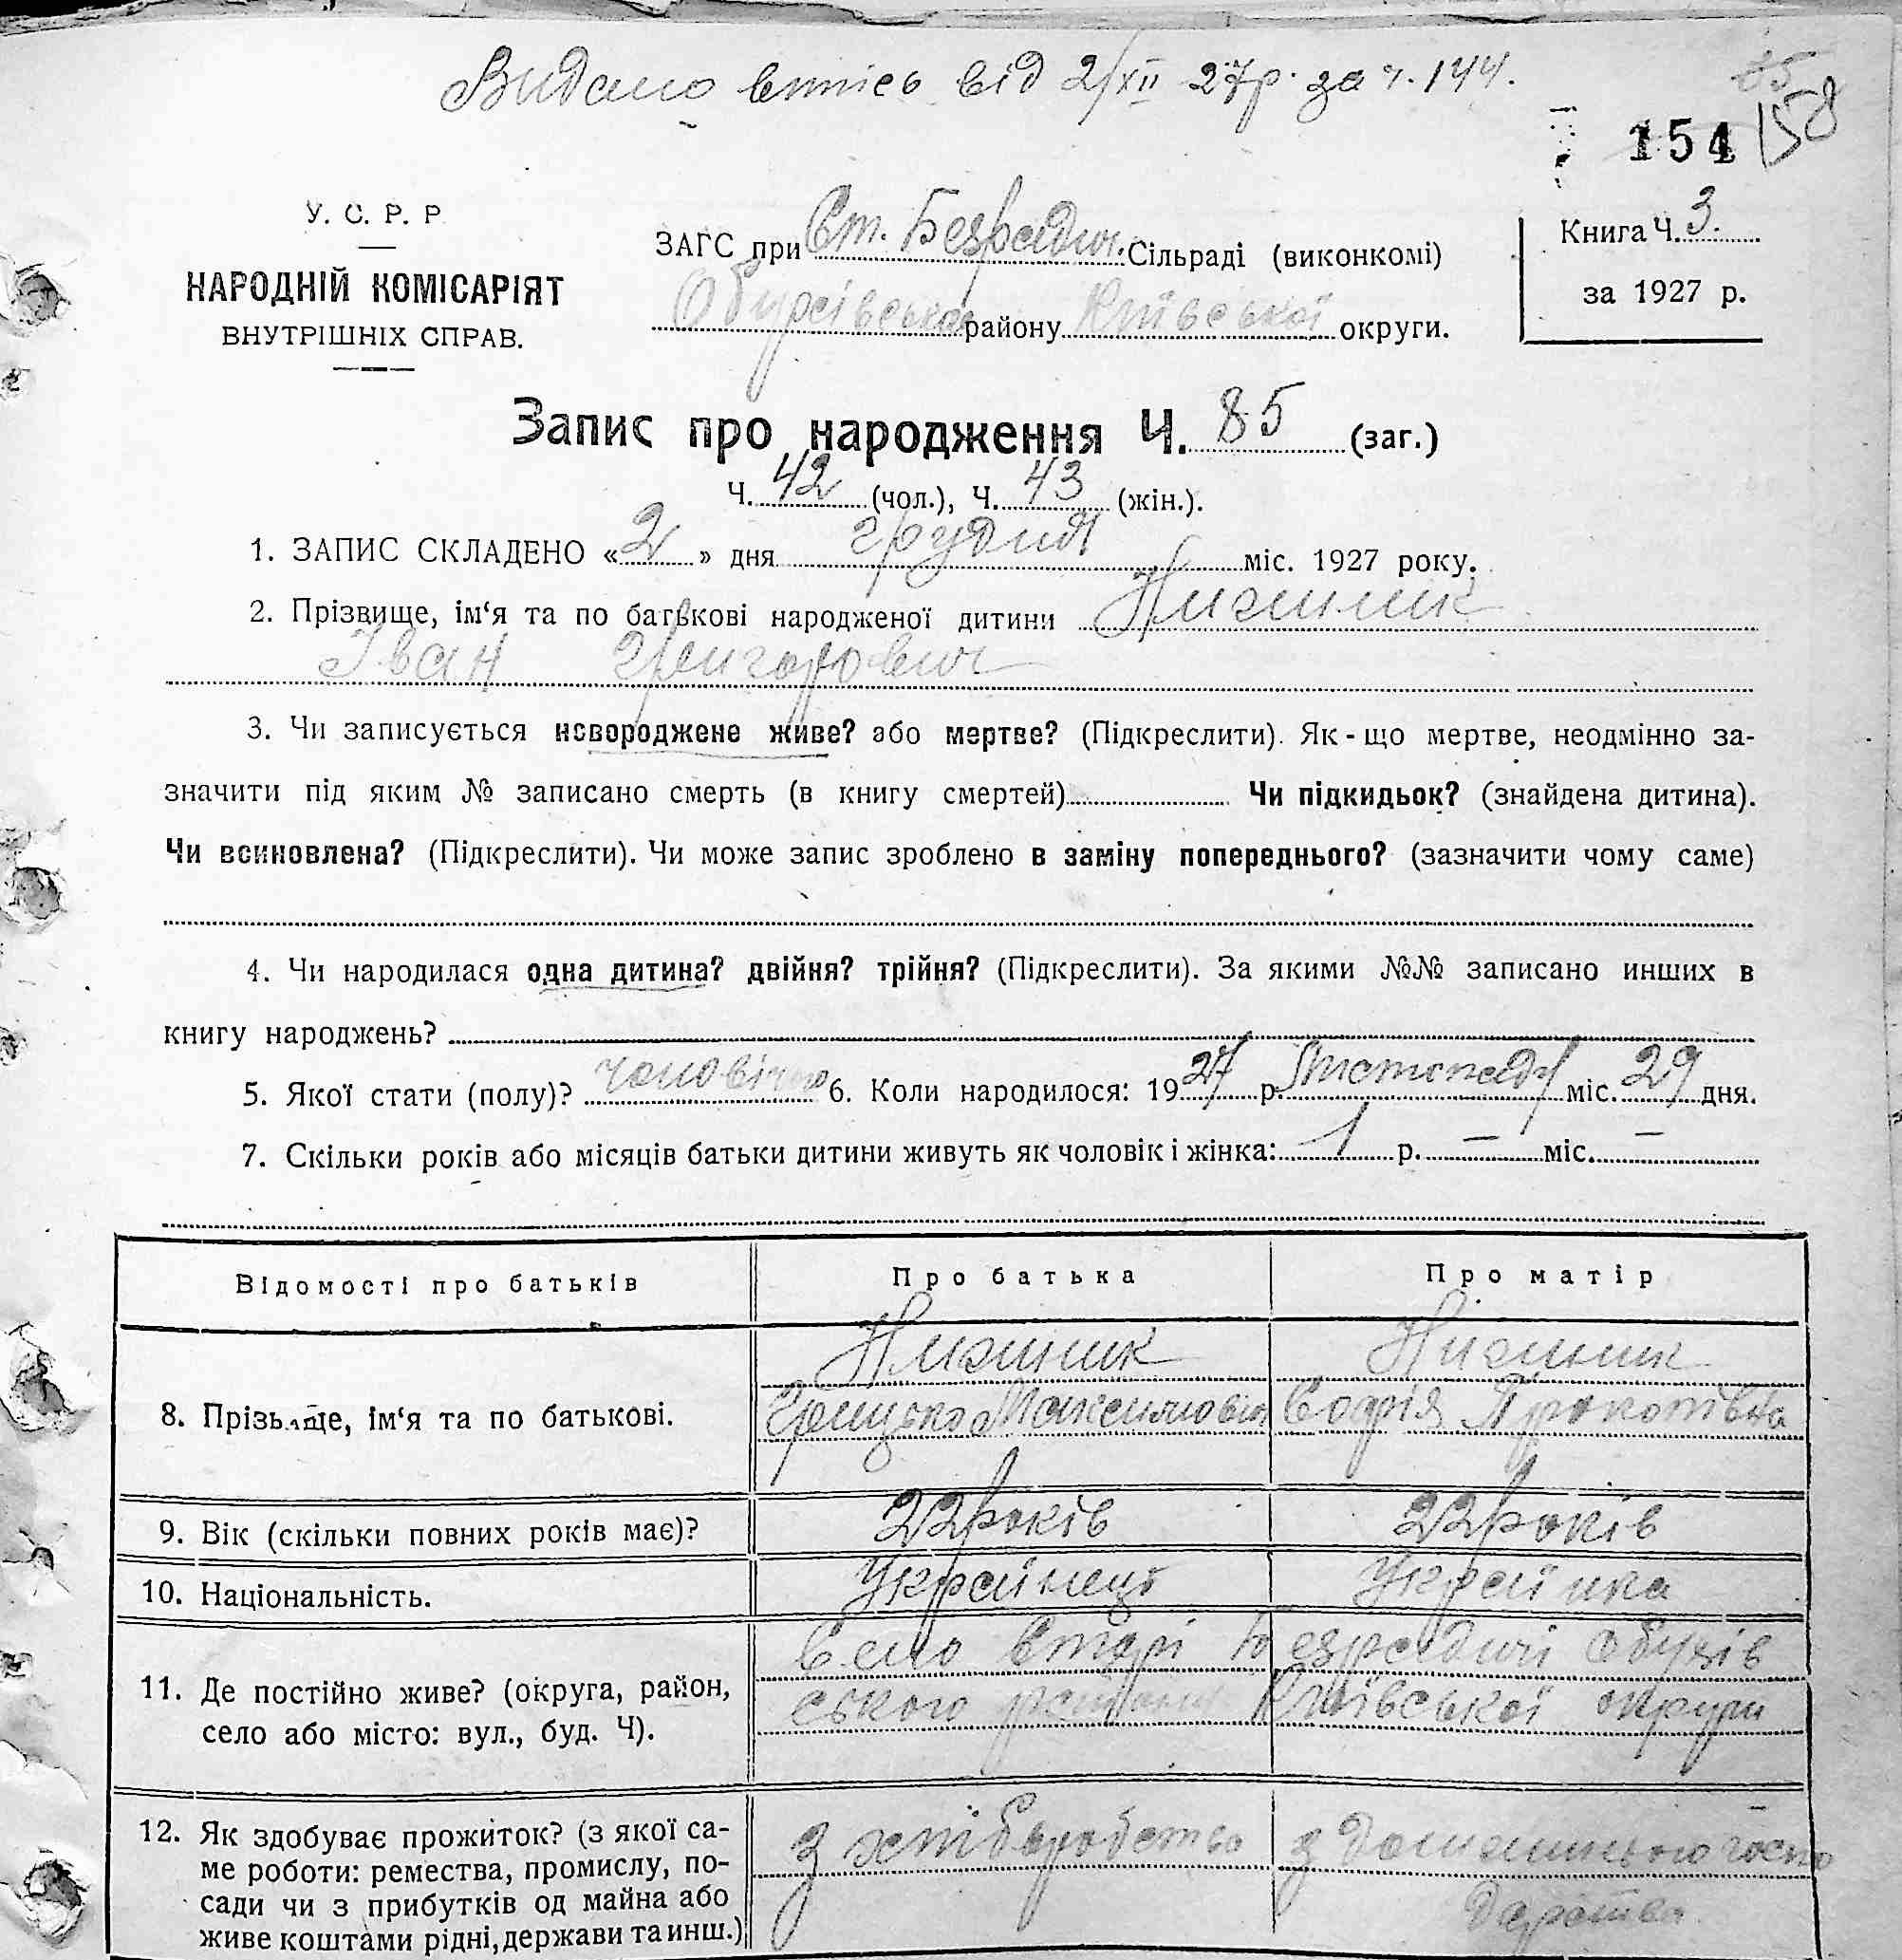 Видано втпісь від 2/XII 27р. за ч. 144.
85
154 158
У. С. Р. Р
НАРОДНІЙ КОМІСАРІЯТ
ВНУТРІШНІХ СПРАВ.
ЗАГС при Ст. Безрадич. Сільраді (виконкомі)
району Київської округи.
Книга Ч. 3.
за 1927 р.
Запис про народження Ч. 85 (заг.)
Ч. 42 (чол.), Ч. 43 (жін.).
1. ЗАПИС СКЛАДЕНО «2» дня грудня міс. 1927 року.
2. Прізвище, ім‘я та по батькові народженої дитини Нижник
Іван Григорович
3. Чи записується новороджене живе? або мертве? (Підкреслити). Як-що мертве, неодмінно за-
значити під яким № записано смерть (в книгу смертей) Чи підкидьок? (знайдена дитина).
Чи всиновлена? (Підкреслити). Чи може запис зроблено в заміну попереднього? (зазначити чому саме)
4. Чи народилася одна дитина? двійня? трійня? (Підкреслити). За якими №№ записано инших в
книгу народжень?
5. Якої стати (полу)? чоловічо 6. Коли народилося: 1927 р. Листопаду міс. 29 дня.
7. Скільки років або місяців батьки дитини живуть як чоловік і жінка: 1 р. — міс. —
Відомості про батьків Про батька Про матір
8. Прізвище, ім‘я та по батькові.
Нижник
Грицько Максимович
Нижник
Софія Прокопівна
9. Вік (скільки повних років має)? 22 років 22 років
10. Національність. Українець Українка
11. Де постійно живе? (округа, район,
село або місто: вул., буд. Ч).
Село Старі Безрадичі Обухів
ського району Київської округи
12. Як здобуває прожиток? (з якої са-
ме роботи: ремества, промислу, по-
сади чи з прибутків од майна або
живе коштами рідні, держави та инш.)
з хліборобства
з домашнього госпо
дарства